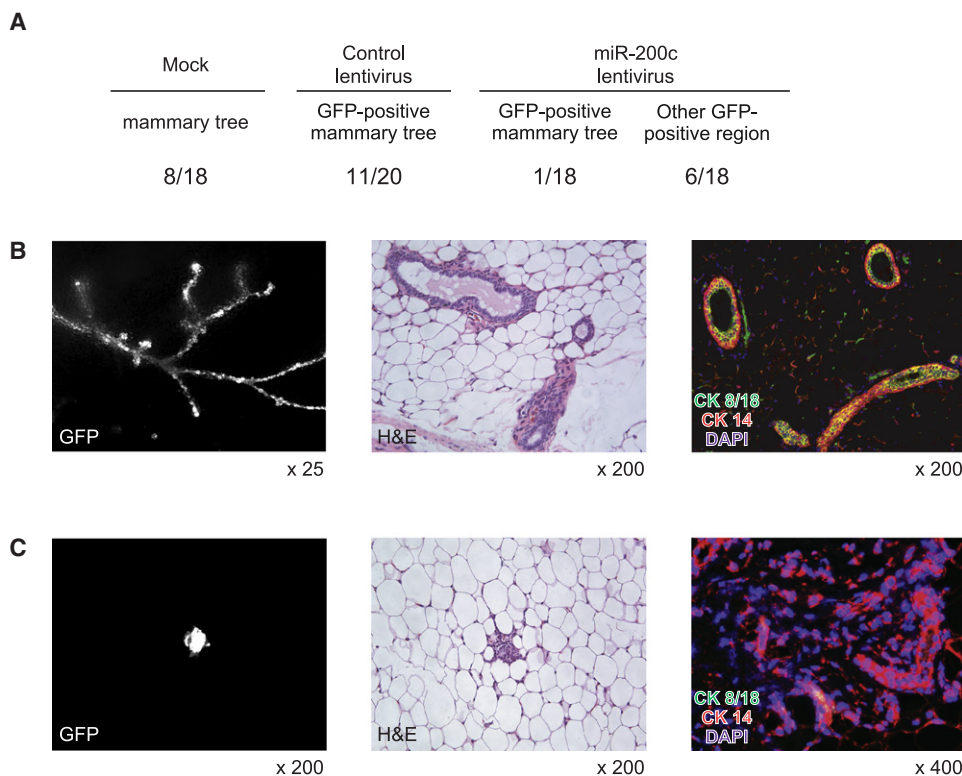 A
Mock
Control
lentivirus
miR-200c
lentivirus
mammary tree
GFP-positive
mammary tree
GFP-positive
mammary tree
Other GFP-
positive region
8/18
11/20
1/18
6/18
B
GFP
x 25
H&E
x 200
CK 8/18
CK 14
DAPI
x 200
C
GFP
x 200
H&E
x 200
CK 8/18
CK 14
DAPI
x 400